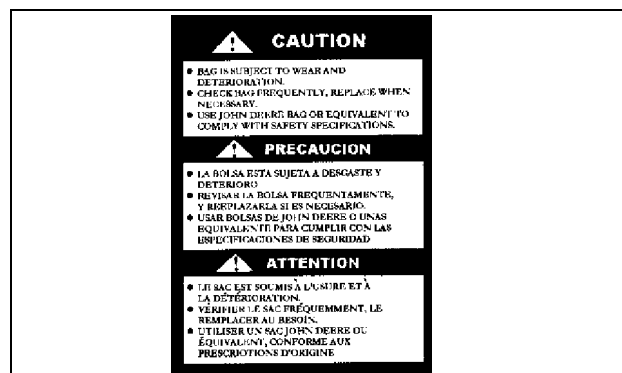 CAUTION
● BAG IS SUBJECT TO WEAR AND
DETERIORATION.
● CHECK BAG FREQUENTLY, REPLACE WHEN
NECESSARY.
● USE JOHN DEERE BAG OR EQUIVALENT TO
COMPLY WITH SAFETY SPECIFICATIONS.
PRECAUCION
● LA BOLSA ESTA SUJETA A DESGASTE Y
DETERIORO
● REVISAR LA BOLSA FREQUENTAMENTE,
Y REEPLAZARLA SI ES NECESARIO.
● USAR BOLSAS DE JOHN DEERE O UNAS
EQUIVALENTE PARA CUMPLIR CON LAS
ESPECIFICACIONES DE SEGURIDAD
ATTENTION
● LE SAC EST SOUMIS À L'USURE ET À
LA DÉTÉRIORATION.
● VÉRIFIER LE SAC FRÉQUEMMENT, LE
REMPLACER AU BESOIN.
● UTILISER UN SAC JOHN DEERE OU
ÉQUIVALENT, CONFORME AUX
PRESCRIOTIONS D'ORIGINE